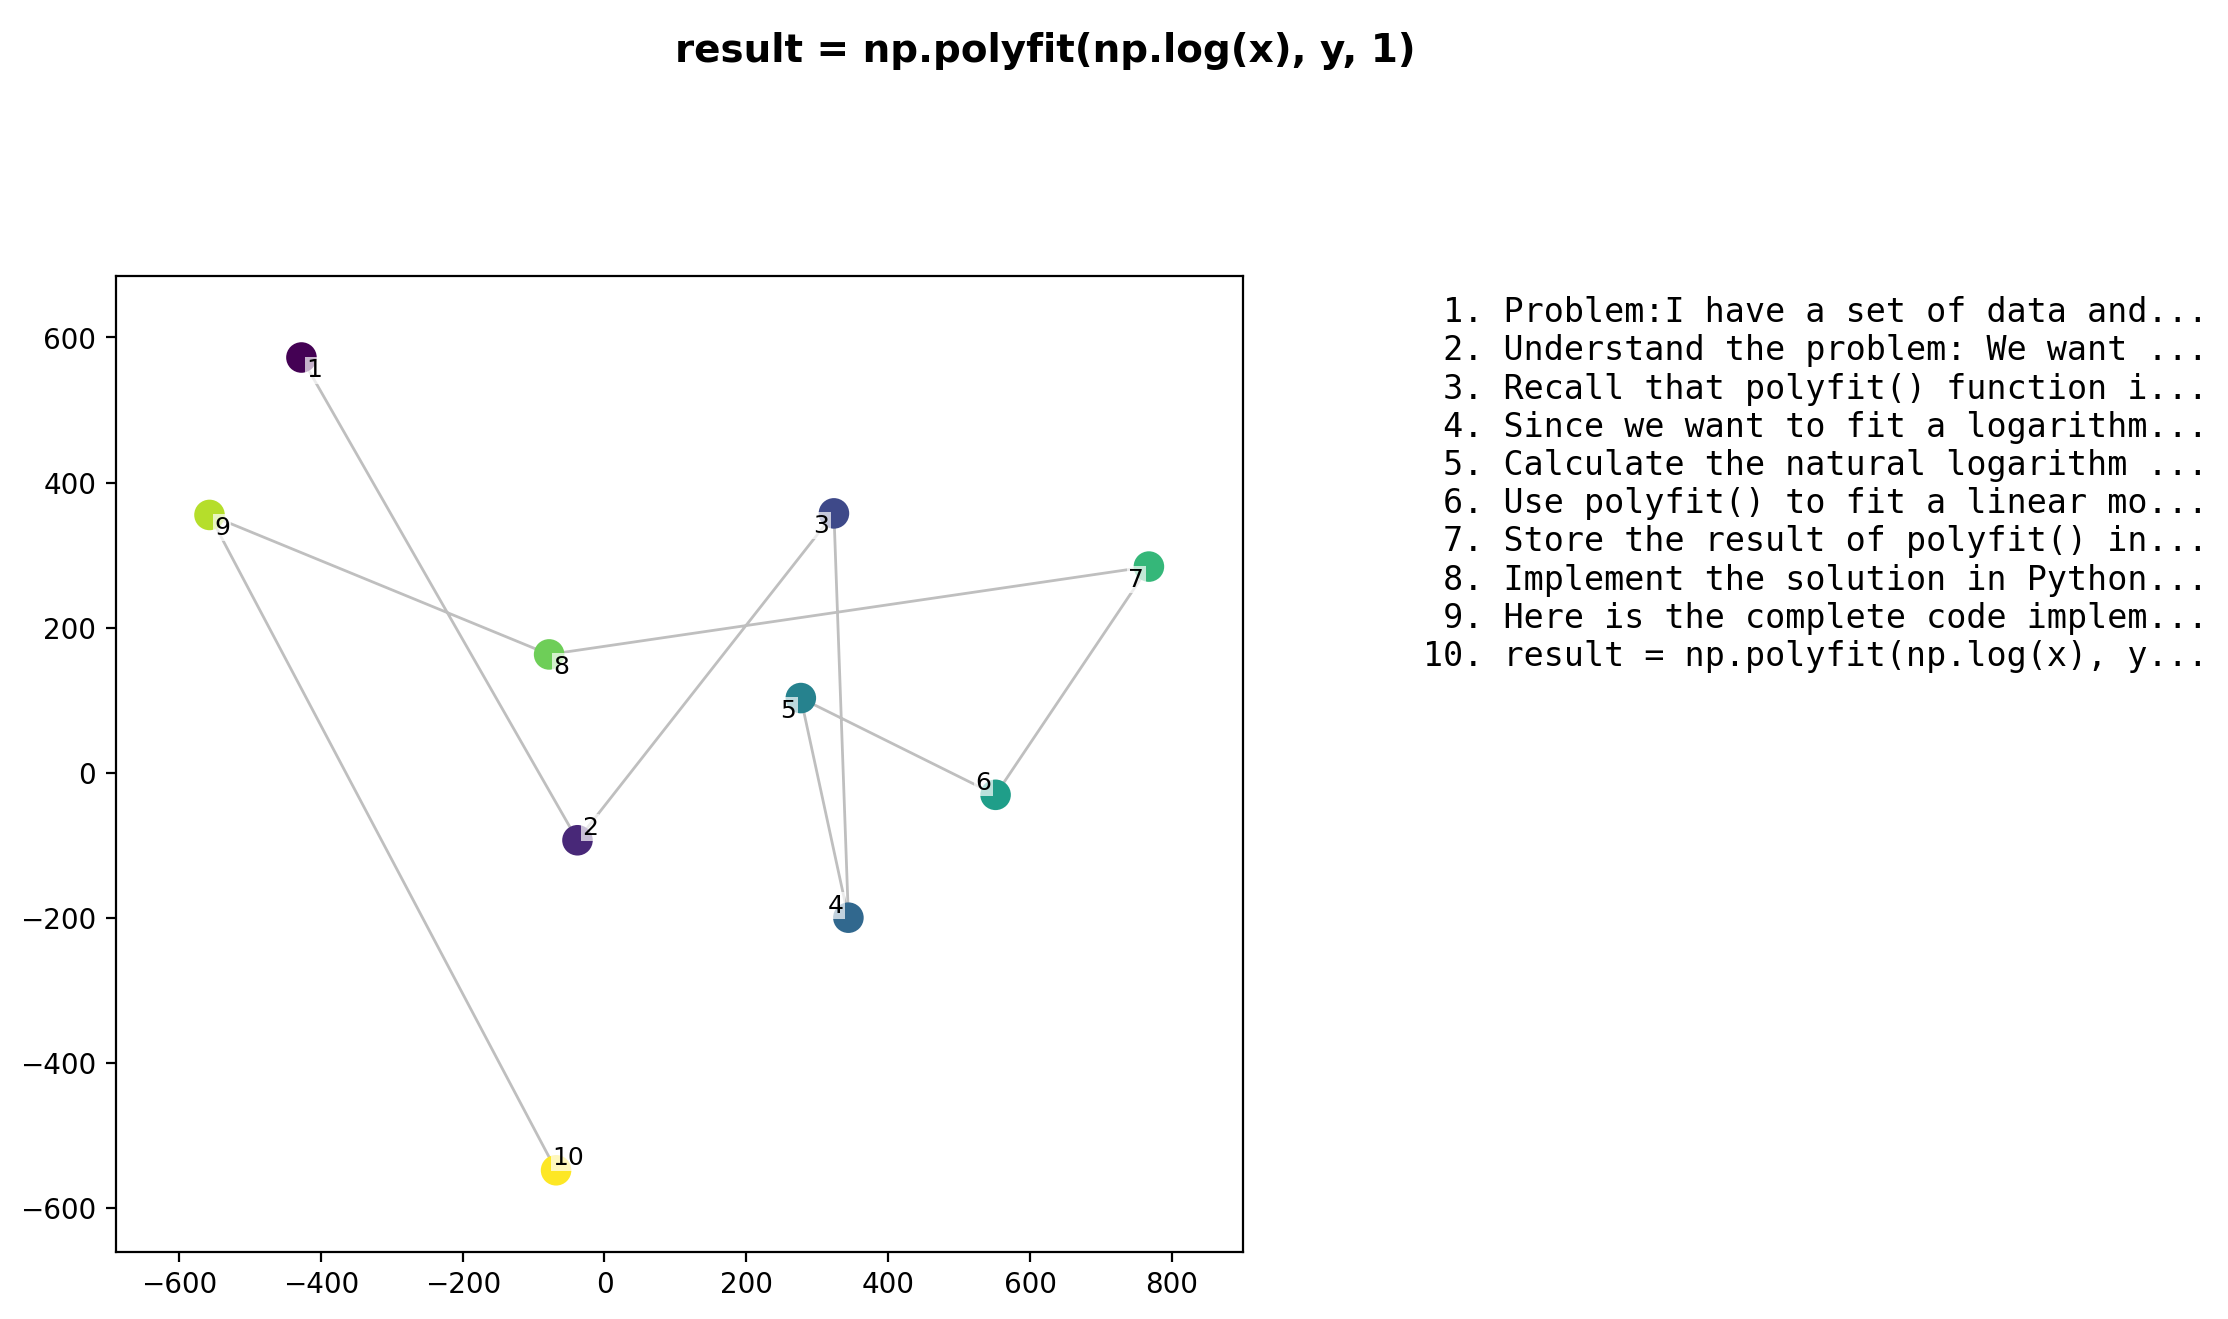 result = np.polyfit(np.log(x), y, 1)
600
400
200
0
−200
−400
−600
−600
−400
−200
0
200
400
600
800
1
2
3
4
5
6
7
8
9
10
1. Problem:I have a set of data and...
2. Understand the problem: We want ...
3. Recall that polyfit() function i...
4. Since we want to fit a logarithm...
5. Calculate the natural logarithm ...
6. Use polyfit() to fit a linear mo...
7. Store the result of polyfit() in...
8. Implement the solution in Python...
9. Here is the complete code implem...
10. result = np.polyfit(np.log(x), y...